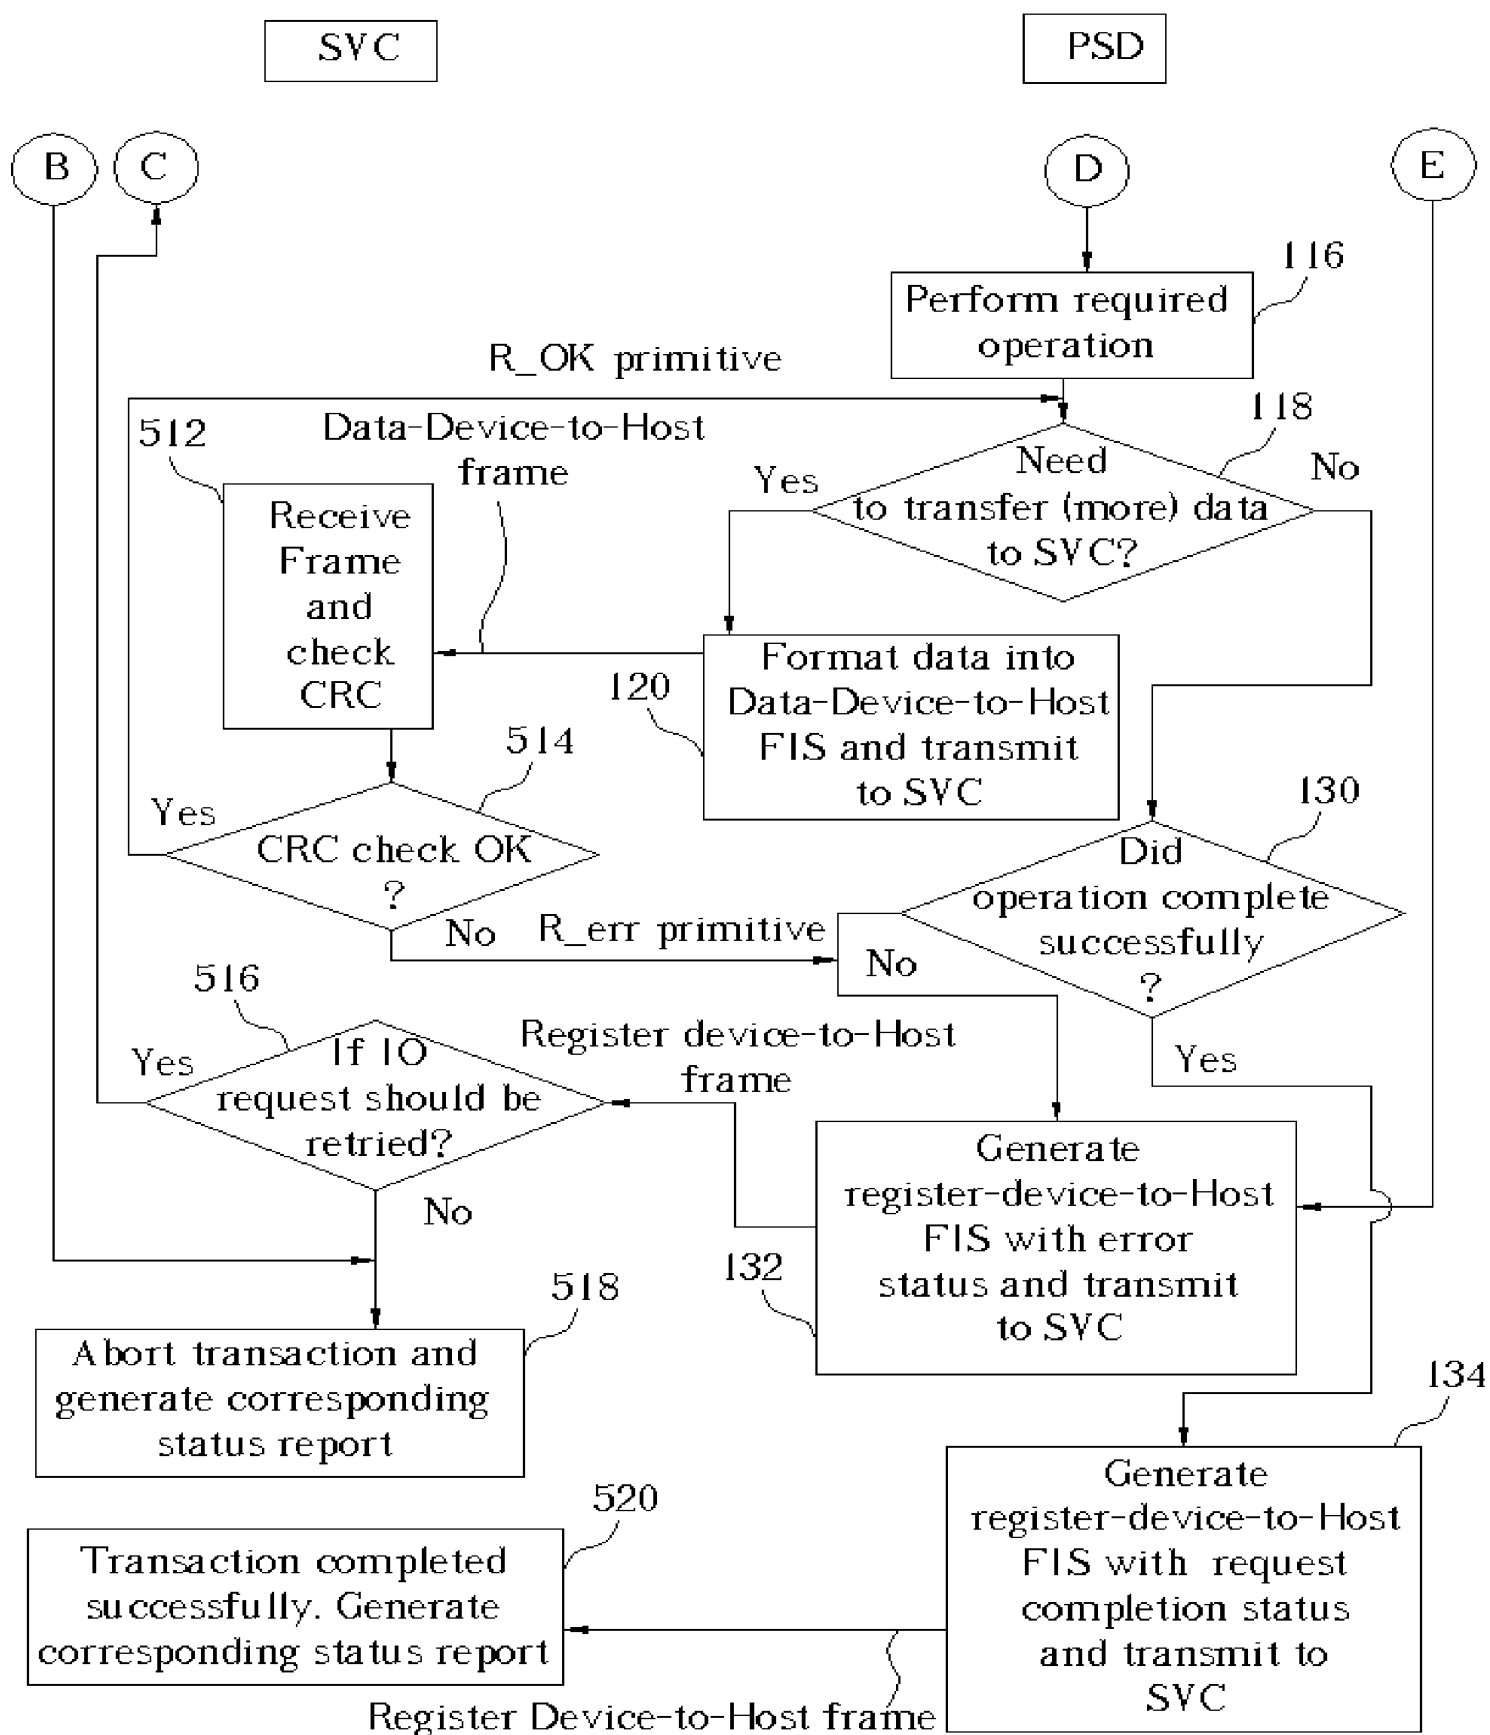 SVC
PSD
B
C
D
E
116
Perform required
operation
R_OK primitive
118
512
Data-Device-to-Host
frame
Need
to transfer (more) data
to SVC?
Yes
No
Receive
Frame
and
check
CRC
120
Format data into
Data-Device-to-Host
FIS and transmit
to SVC
514
Yes
CRC check OK
?
No
R_err primitive
130
Did
operation complete
successfully
?
No
Yes
516
Yes
If IO
request should be
retried?
No
Register device-to-Host
frame
Generate
register-device-to-Host
FIS with error
status and transmit
to SVC
132
518
Abort transaction and
generate corresponding
status report
134
Generate
register-device-to-Host
FIS with request
completion status
and transmit to
SVC
520
Transaction completed
successfully. Generate
corresponding status report
Register Device-to-Host frame